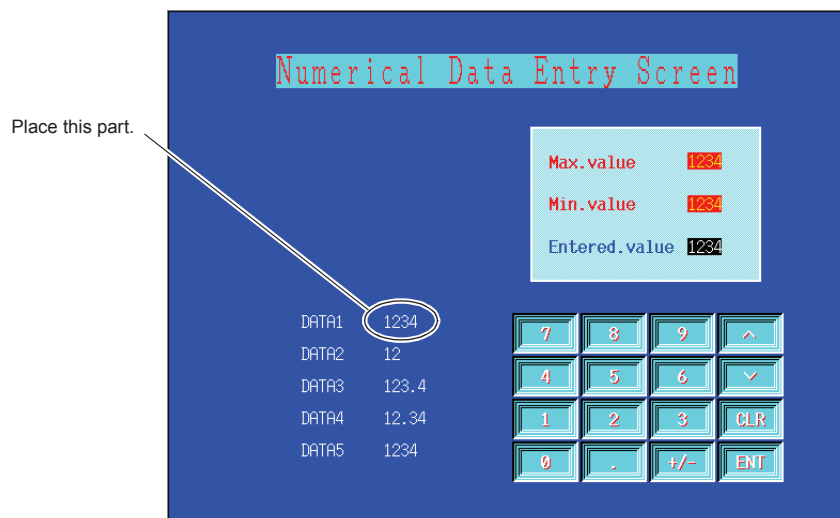 Numerical Data Entry Screen
Place this part.
Max.value 1234
Min.value 1234
Entered.value 1234
DATA1 1234
DATA2 12
DATA3 123.4
DATA4 12.34
DATA5 1234
7 8 9 ^
4 5 6 v
1 2 3 CLR
0 . +/- ENT